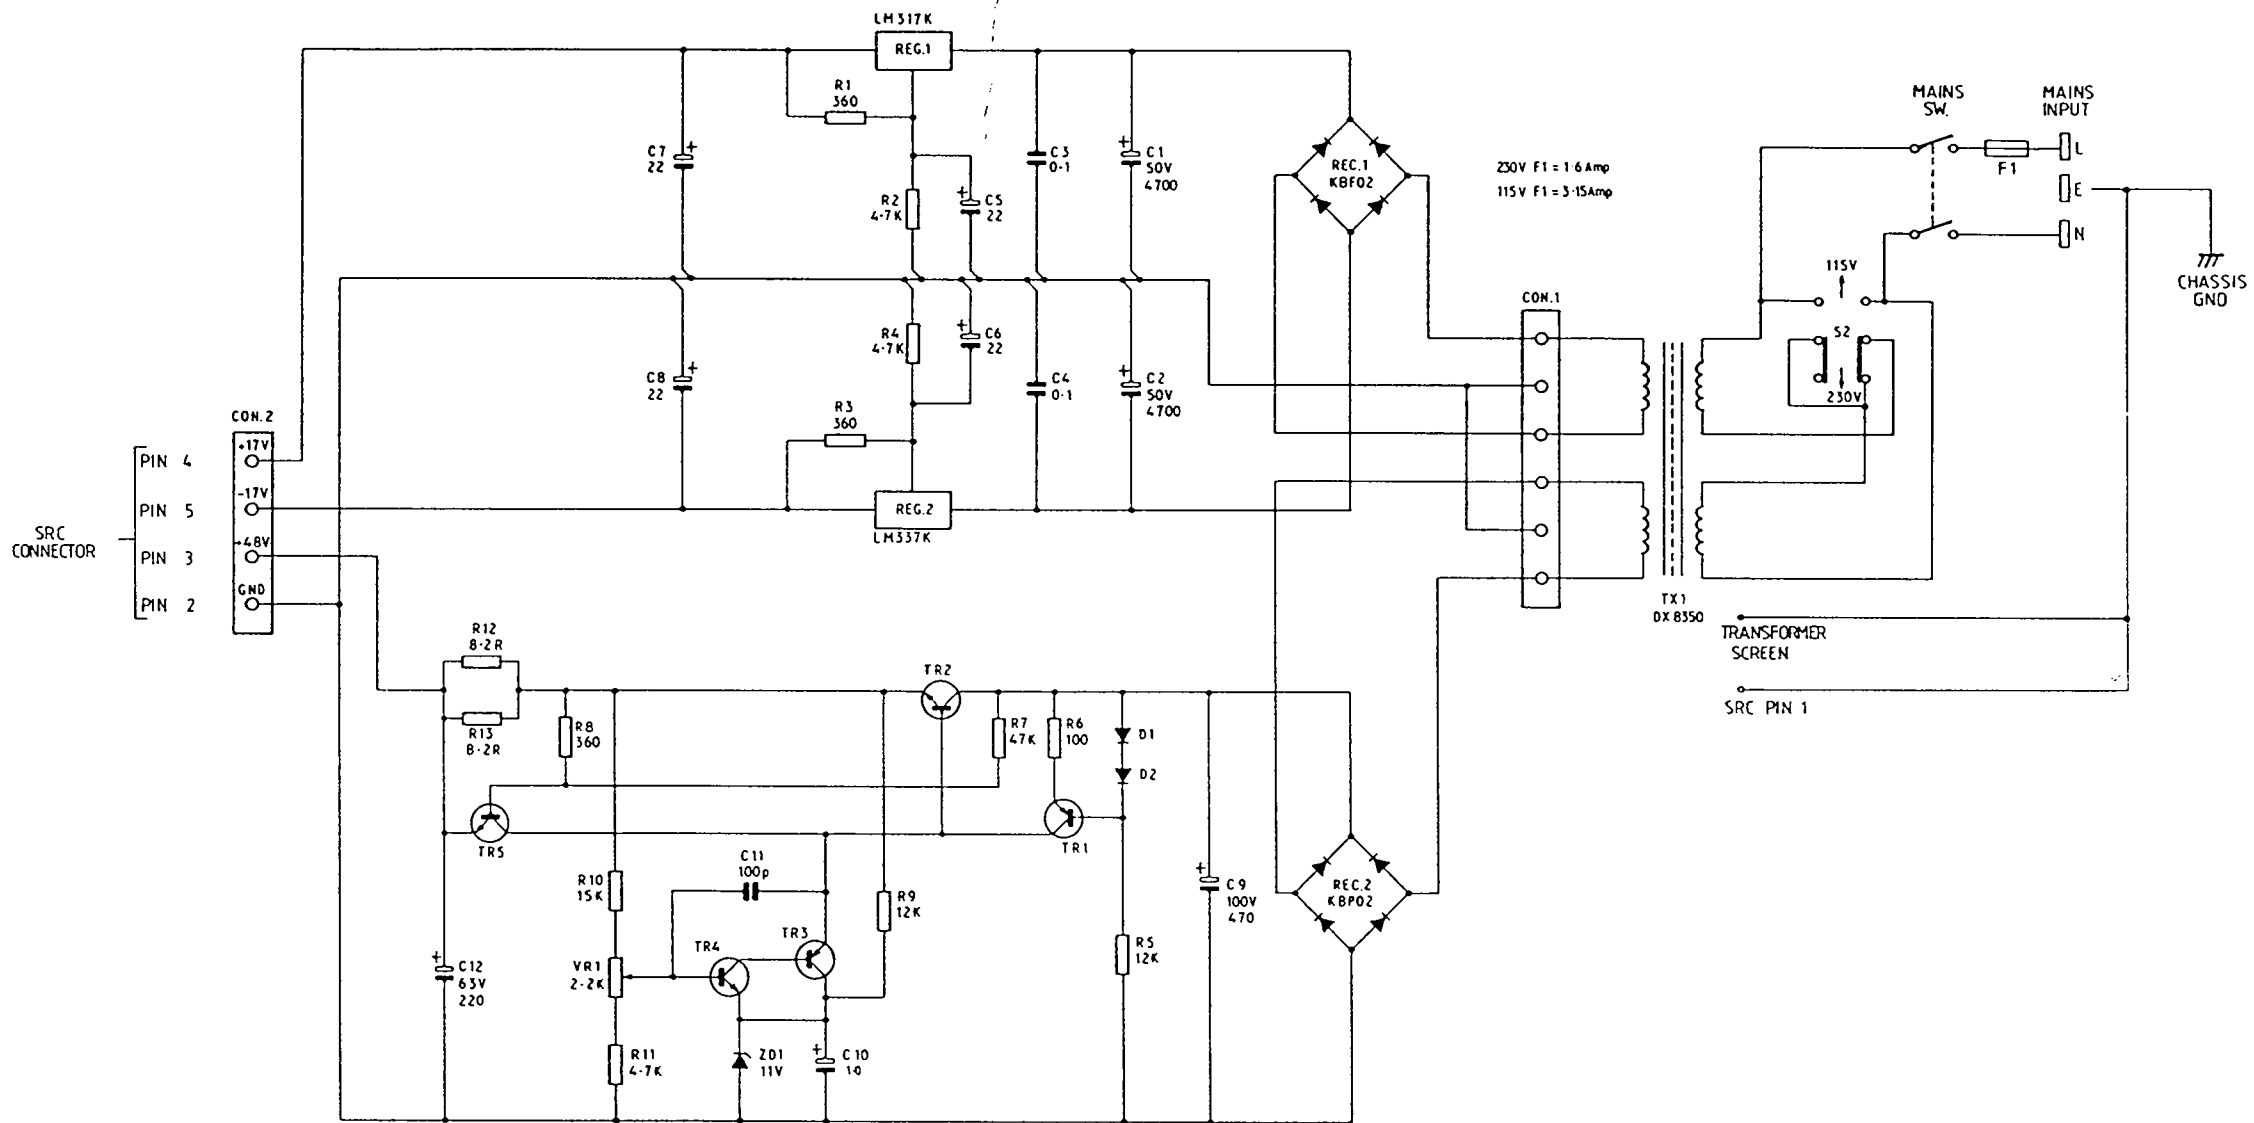 LM317K
REG.1
R1
360
C7
22
+
R2
4·7K
+
C5
22
C3
0·1
+
C1
50V
4700
REC.1
KBF02
230V F1 = 1·6Amp
115V F1 = 3·15Amp
MAINS
SW.
MAINS
INPUT
L
F1
E
N
CHASSIS
GND
115V
S2
230V
CON.1
R4
4·7K
+
C6
22
C8
22
+
C4
0·1
+
C2
50V
4700
R3
360
REG.2
LM337K
CON.2
+17V
-17V
+48V
GND
PIN 4
PIN 5
PIN 3
PIN 2
SRC
CONNECTOR
TX1
DX8350
TRANSFORMER
SCREEN
SRC PIN 1
R12
8·2R
R13
8·2R
R8
360
TR2
R7
47K
R6
100
D1
D2
TR5
TR1
C11
100p
R10
15K
R9
12K
+
C9
100V
470
REC.2
KBP02
TR4
TR3
R5
12K
+
C12
63V
220
VR1
2·2K
R11
4·7K
ZD1
11V
+
C10
10